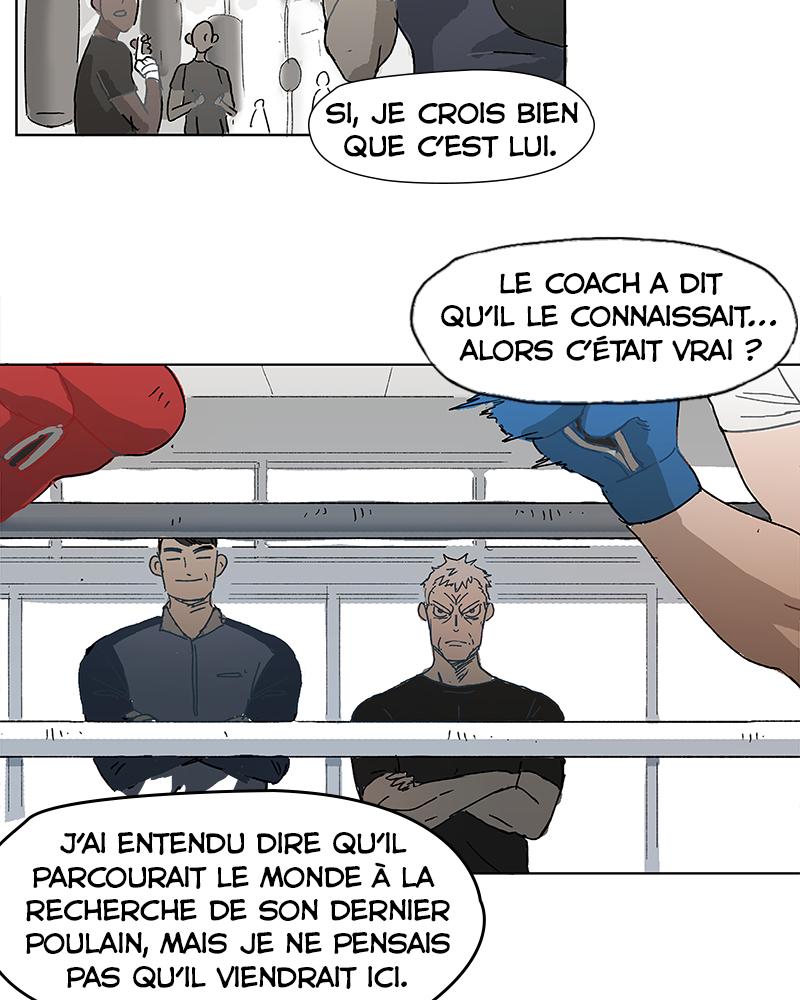 SI, JE CROIS BIEN
QUE C'EST LUI.
LE COACH A DIT
QU'IL LE CONNAISSAIT...
ALORS C'ÉTAIT VRAI ?
J'AI ENTENDU DIRE QU'IL
PARCOURAIT LE MONDE À LA
RECHERCHE DE SON DERNIER
POULAIN, MAIS JE NE PENSAIS
PAS QU'IL VIENDRAIT ICI.